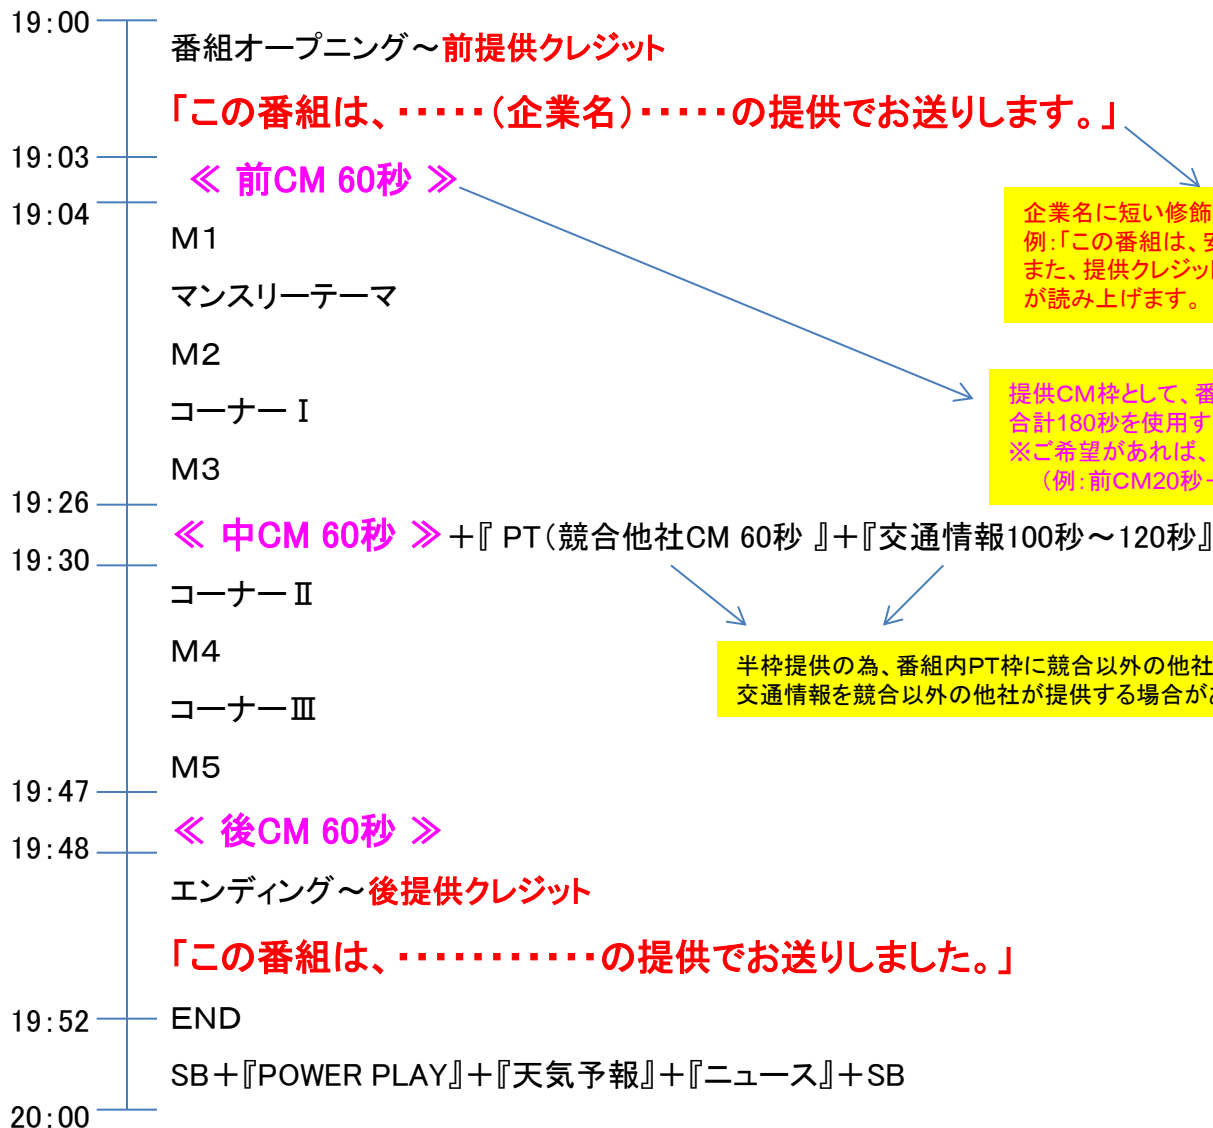 19:00
番組オープニング～前提供クレジット
「この番組は、・・・・・（企業名）・・・・・の提供でお送りします。」
19:03
≪ 前CM 60秒 ≫
19:04
企業名に短い修飾
例：「この番組は、
また、提供クレジッ
が読み上げます。
M1
マンスリーテーマ
M2
コーナーⅠ
提供CM枠として、番
合計180秒を使用す
※ご希望があれば、
（例：前CM20秒
M3
19:26
≪ 中CM 60秒 ≫＋『 PT（競合他社CM 60秒 』＋『交通情報100秒～120秒』
19:30
コーナーⅡ
M4
半枠提供の為、番組内PT枠に競合以外の他社
交通情報を競合以外の他社が提供する場合が
コーナーⅢ
M5
19:47
≪ 後CM 60秒 ≫
19:48
エンディング～後提供クレジット
「この番組は、・・・・・・・・・・・の提供でお送りしました。」
19:52
END
SB＋『POWER PLAY』＋『天気予報』＋『ニュース』＋SB
20:00